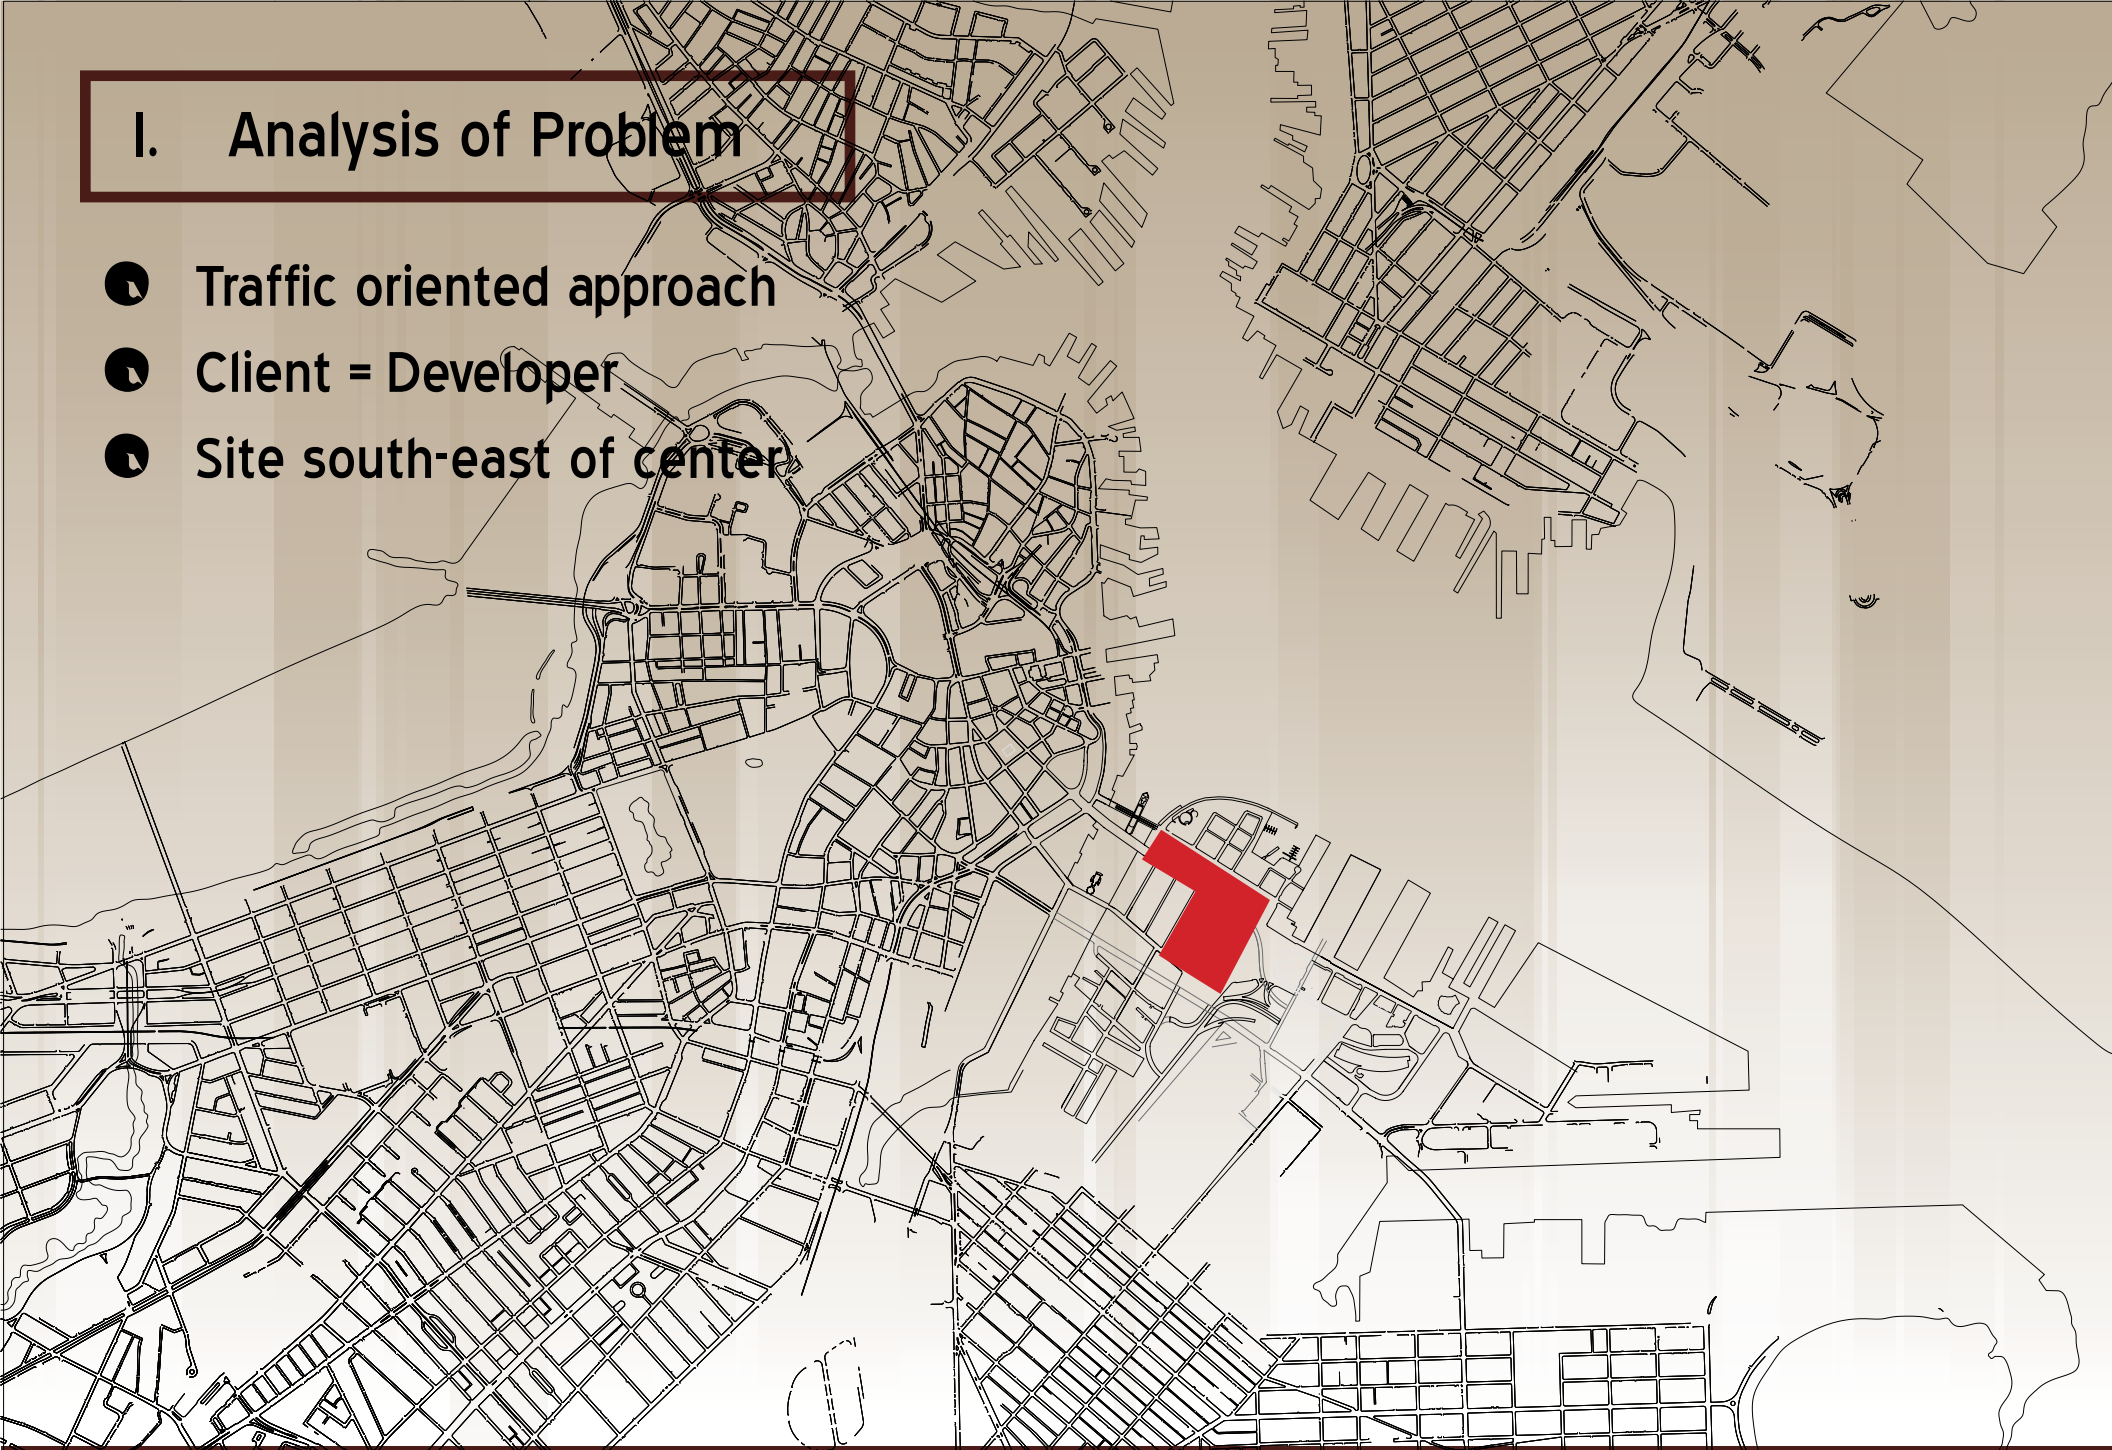 I. Analysis of Problem
Traffic oriented approach
Client = Developer
Site south-east of center